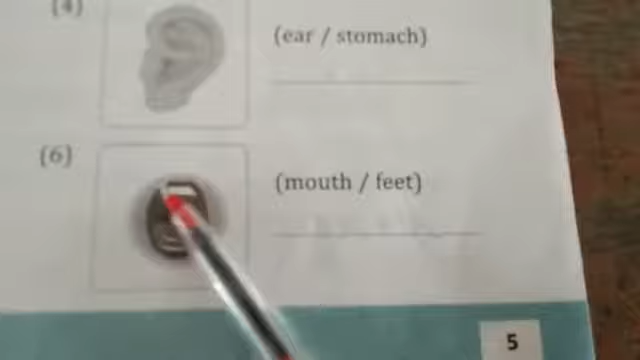 (4)
(ear / stomach)
(6)
(mouth / feet)
5